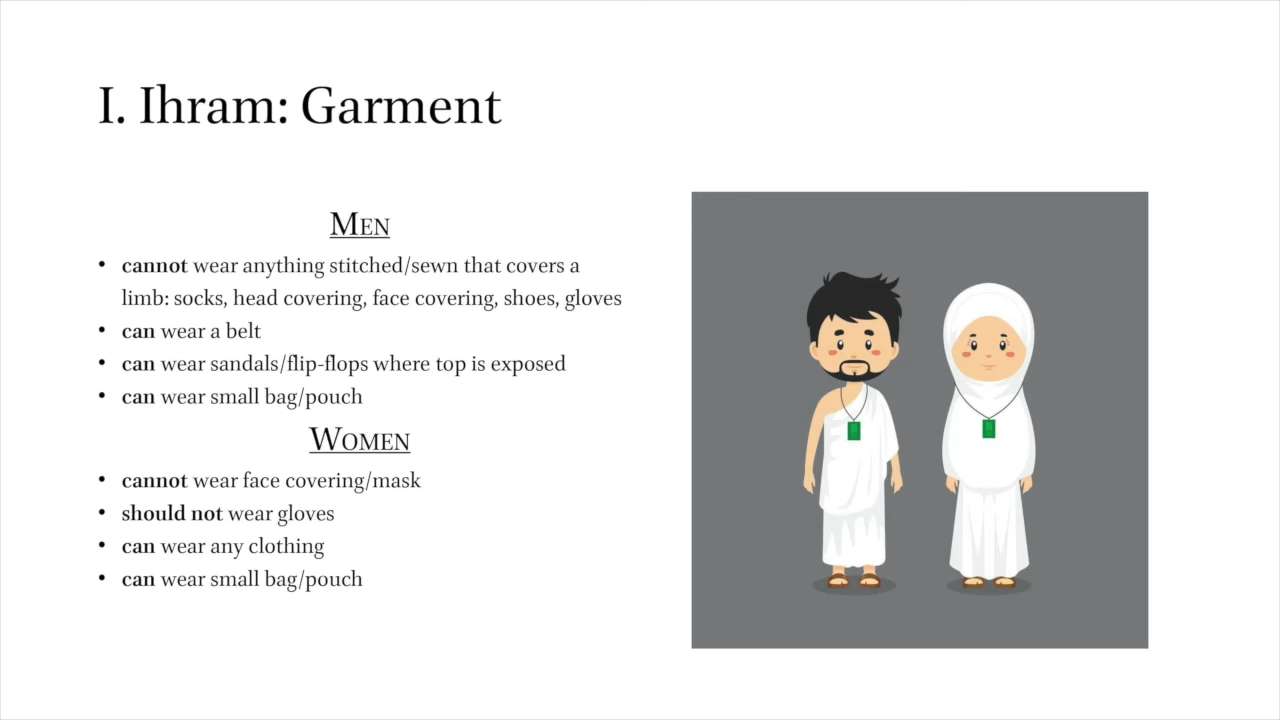 I. Ihram: Garment
MEN
• cannot wear anything stitched/sewn that covers a
limb: socks, head covering, face covering, shoes, gloves
• can wear a belt
• can wear sandals/flip-flops where top is exposed
• can wear small bag/pouch
WOMEN
• cannot wear face covering/mask
• should not wear gloves
• can wear any clothing
• can wear small bag/pouch